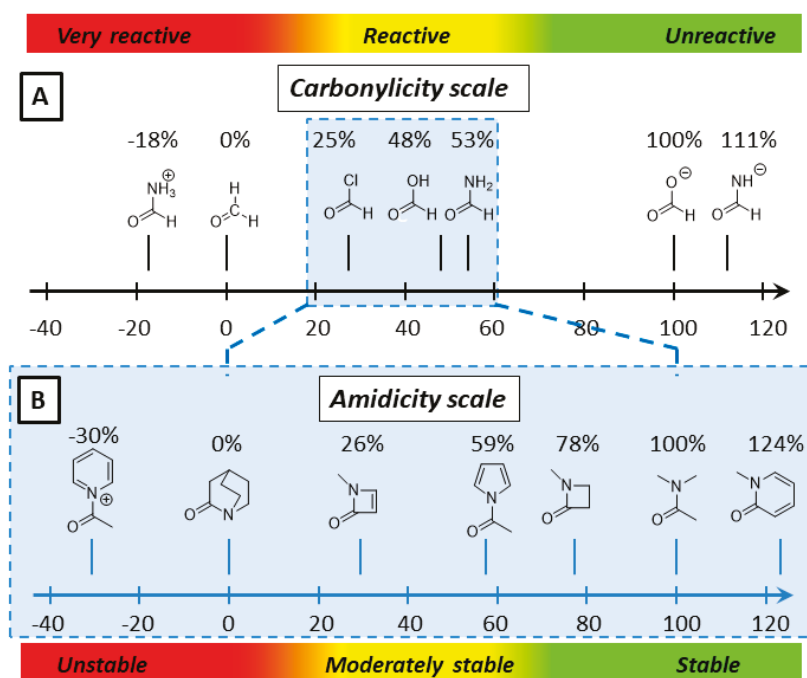 Very reactive Reactive Unreactive
A Carbonylicity scale
-18% 0% 25% 48% 53% 100% 111%
⊕ H Cl OH NH₂ O⊖ NH⊖
NH₃
O H O C H O H O H O H O H O H
-40 -20 0 20 40 60 80 100 120
B Amidicity scale
-30% 0% 26% 59% 78% 100% 124%
N⊕ O O N N O N O N O N O N O
-40 -20 0 20 40 60 80 100 120
Unstable Moderately stable Stable